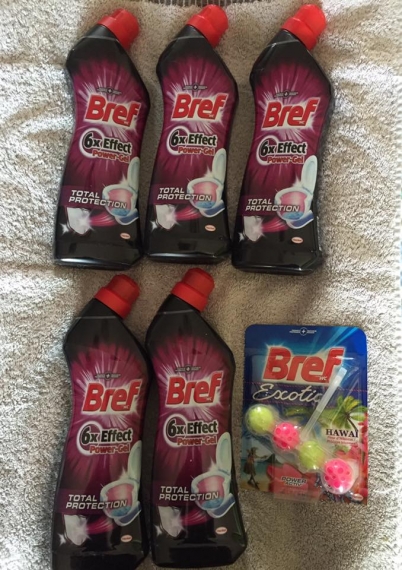 Bref
6x Effect
Power Gel
TOTAL
PROTECTION
Bref
6x Effect
Power Gel
TOTAL
PROTECTION
Bref
6x Effect
Power Gel
TOTAL
PROTECTION
Bref
6x Effect
Power-Gel
TOTAL
PROTECTION
Bref
6x Effect
Power-Gel
TOTAL
PROTECTION
Bref
WC
Exotic
HAWAI
POWER